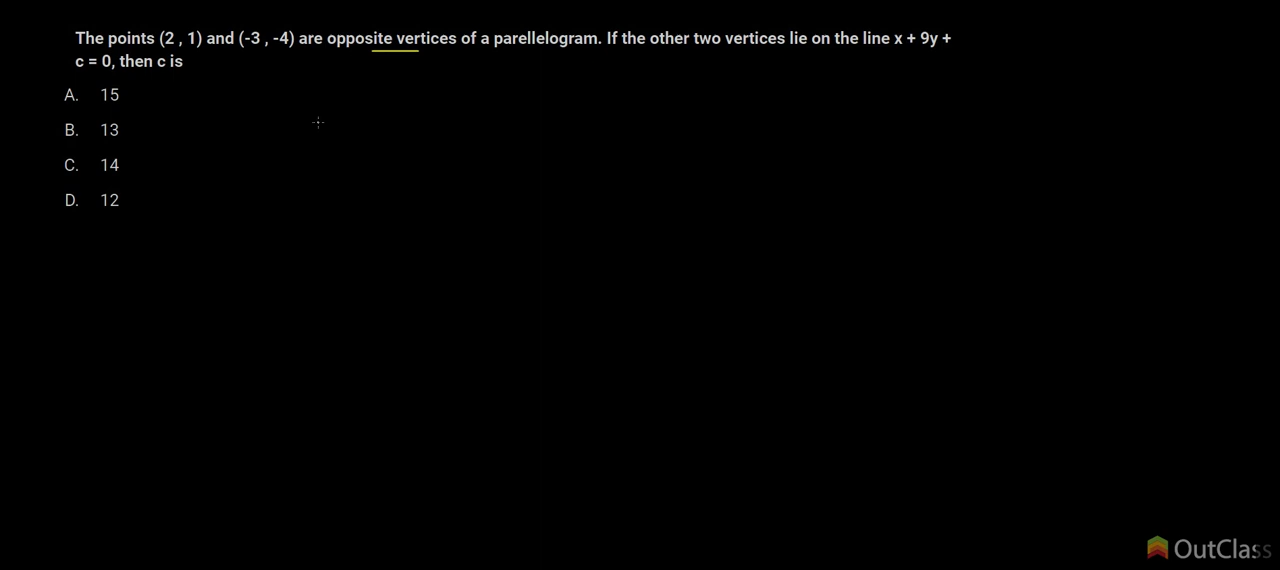 The points (2 , 1) and (-3 , -4) are opposite vertices of a parellelogram. If the other two vertices lie on the line x + 9y +
c = 0, then c is
A. 15
B. 13
C. 14
D. 12
OutClass